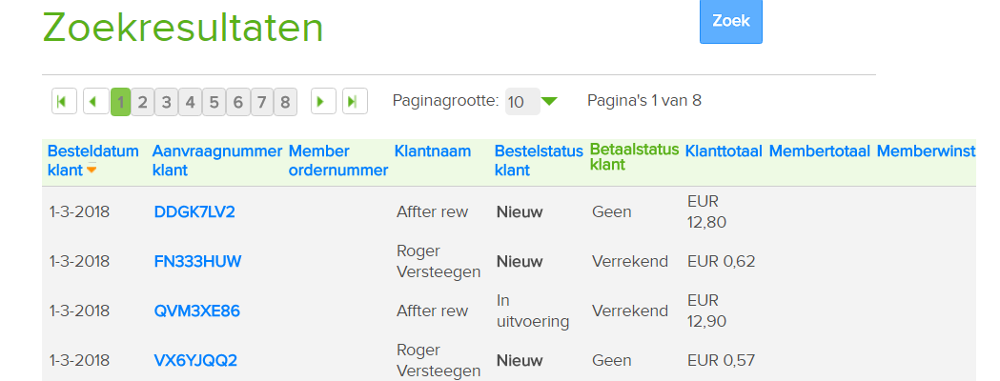 Zoekresultaten
Zoek
1 2 3 4 5 6 7 8 Paginagrootte: 10 Pagina's 1 van 8
Besteldatum Aanvraagnummer Member Klantnaam Bestelstatus Betaalstatus Klanttotaal Membertotaal Memberwinst
klant klant ordernummer klant klant
1-3-2018 DDGK7LV2 Affter rew Nieuw Geen EUR
12,80
1-3-2018 FN333HUW Roger Nieuw Verrekend EUR 0,62
Versteegen
1-3-2018 QVM3XE86 Affter rew In Verrekend EUR
uitvoering 12,90
1-3-2018 VX6YJQQ2 Roger Nieuw Geen EUR 0,57
Versteegen